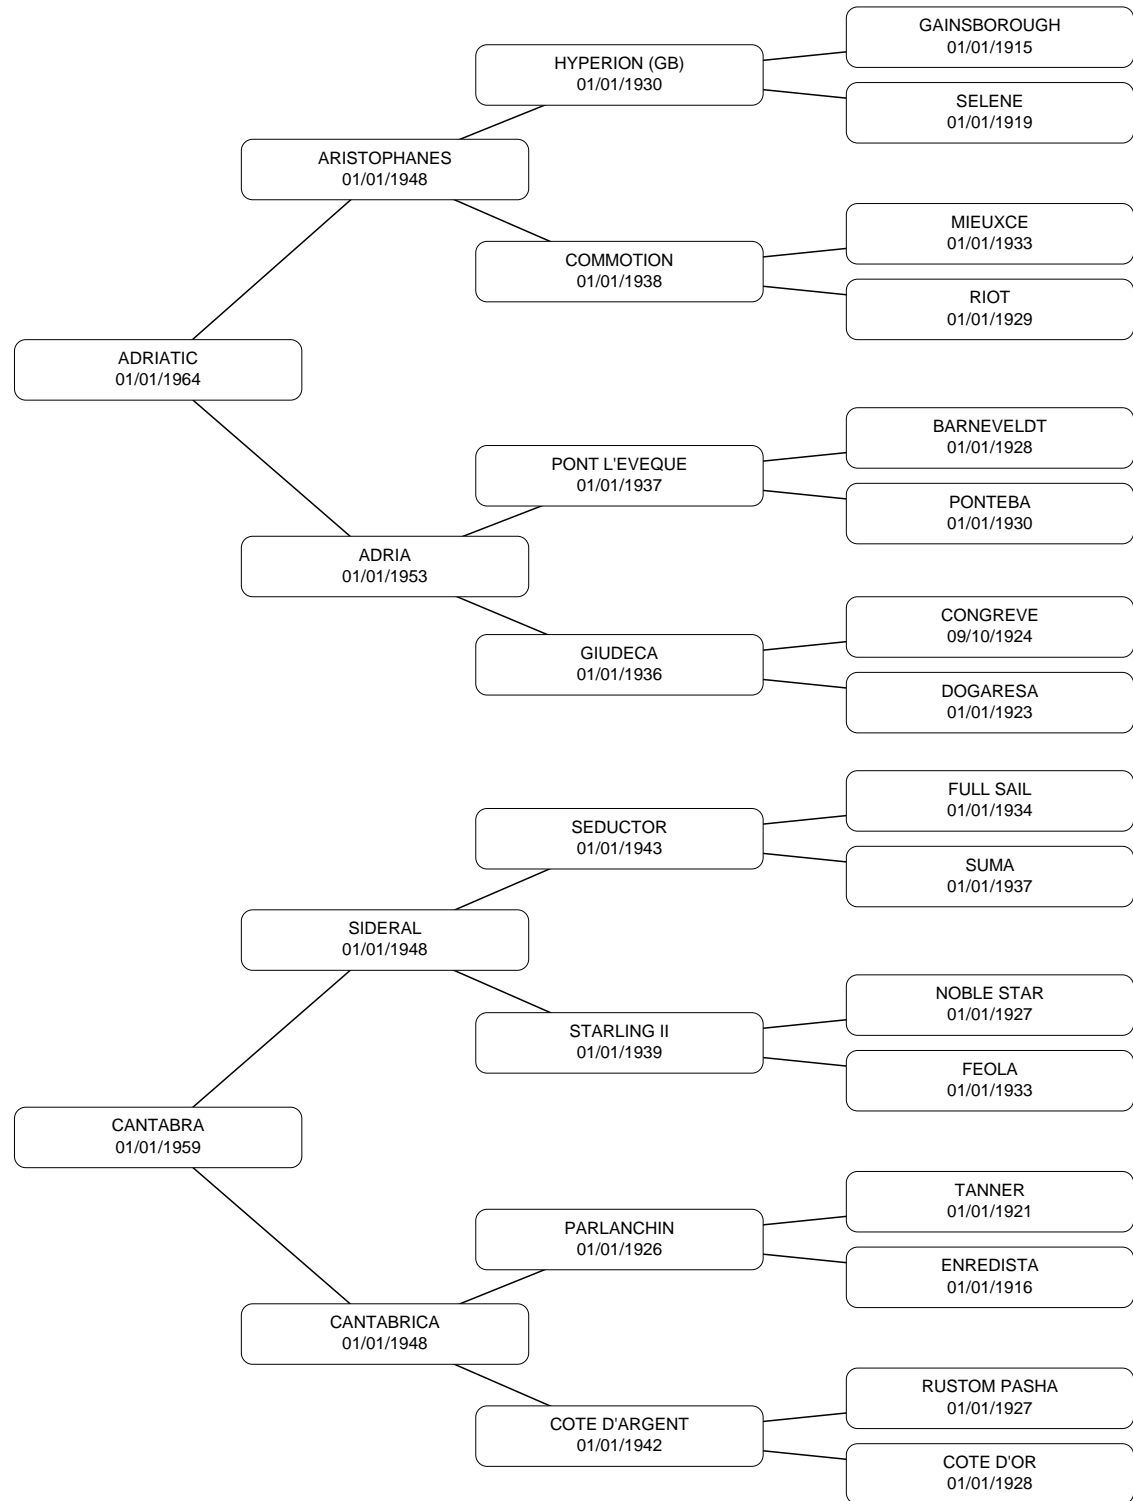 GAINSBOROUGH
01/01/1915
HYPERION (GB)
01/01/1930
SELENE
01/01/1919
ARISTOPHANES
01/01/1948
MIEUXCE
01/01/1933
COMMOTION
01/01/1938
RIOT
01/01/1929
ADRIATIC
01/01/1964
BARNEVELDT
01/01/1928
PONT L'EVEQUE
01/01/1937
PONTEBA
01/01/1930
ADRIA
01/01/1953
CONGREVE
09/10/1924
GIUDECA
01/01/1936
DOGARESA
01/01/1923
FULL SAIL
01/01/1934
SEDUCTOR
01/01/1943
SUMA
01/01/1937
SIDERAL
01/01/1948
NOBLE STAR
01/01/1927
STARLING II
01/01/1939
FEOLA
01/01/1933
CANTABRA
01/01/1959
TANNER
01/01/1921
PARLANCHIN
01/01/1926
ENREDISTA
01/01/1916
CANTABRICA
01/01/1948
RUSTOM PASHA
01/01/1927
COTE D'ARGENT
01/01/1942
COTE D'OR
01/01/1928